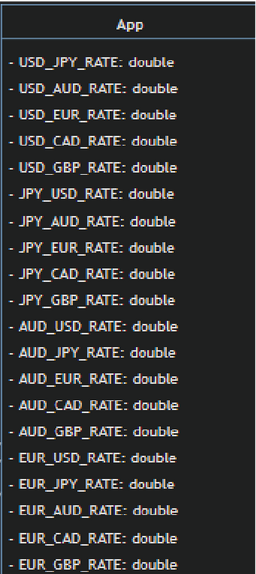 App
- USD_JPY_RATE: double
- USD_AUD_RATE: double
- USD_EUR_RATE: double
- USD_CAD_RATE: double
- USD_GBP_RATE: double
- JPY_USD_RATE: double
- JPY_AUD_RATE: double
- JPY_EUR_RATE: double
- JPY_CAD_RATE: double
- JPY_GBP_RATE: double
- AUD_USD_RATE: double
- AUD_JPY_RATE: double
- AUD_EUR_RATE: double
- AUD_CAD_RATE: double
- AUD_GBP_RATE: double
- EUR_USD_RATE: double
- EUR_JPY_RATE: double
- EUR_AUD_RATE: double
- EUR_CAD_RATE: double
- EUR_GBP_RATE: double